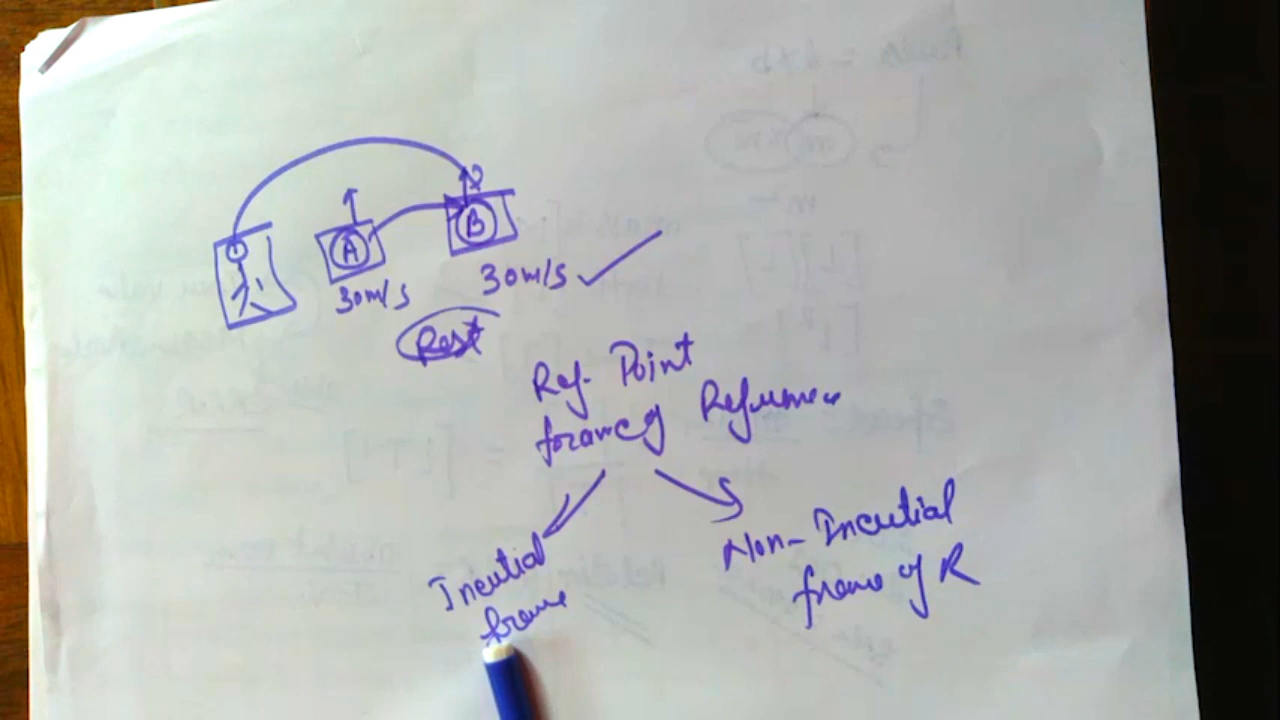 A
B
30m/s
30m/s
Rest
Ref. Point
frame of Reference
Inertial
frame
Non-Inertial
frame of R